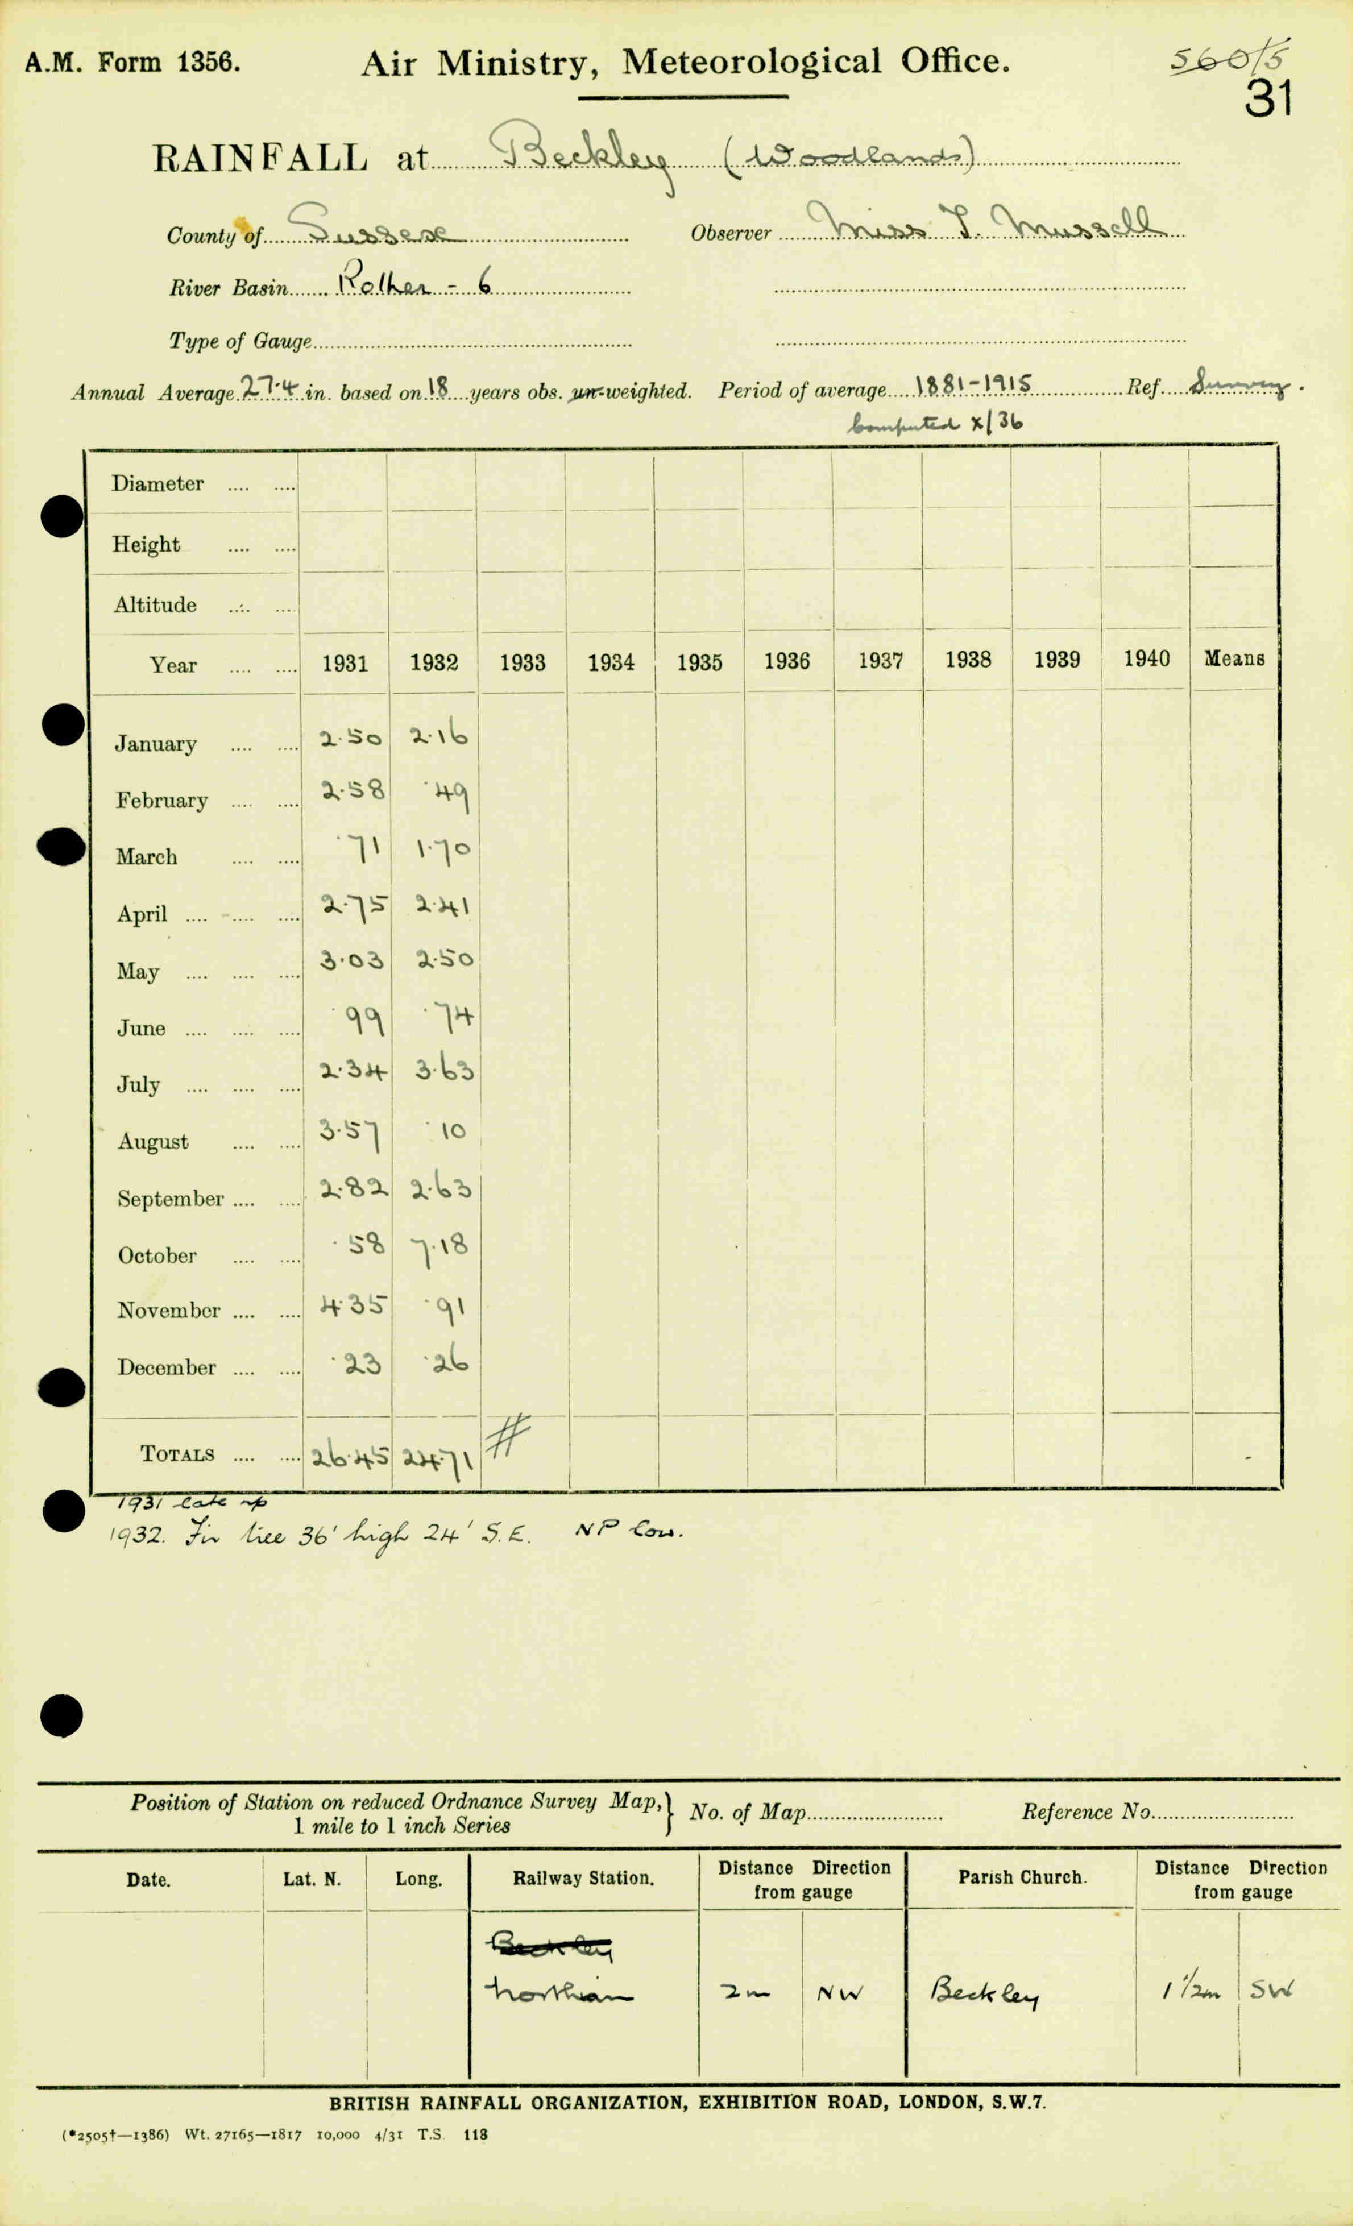 A.M. Form 1356.
Air Ministry, Meteorological Office.
560/5
31
RAINFALL at Beckley (Woodlands)
County of Sussex Observer Miss I. Mussell
River Basin Rother - 6
Type of Gauge
Annual Average 27.4 in. based on 18 years obs. un-weighted. Period of average 1881-1915 Ref. Survey.
Computed x/36
Diameter
Height
Altitude
Year 1931 1932 1933 1934 1935 1936 1937 1938 1939 1940 Means
January 2.50 2.16
February 2.58 .49
March .71 1.70
April 2.75 2.41
May 3.03 2.50
June .99 .74
July 2.34 3.63
August 3.57 .10
September 2.82 2.63
October .58 7.18
November 4.35 .91
December .23 .26
TOTALS 26.45 24.71 #
1931 late
1932. Fir tree 36' high 24' S.E. NP low.
Position of Station on reduced Ordnance Survey Map,} No. of Map Reference No.
1 mile to 1 inch Series
Date. Lat. N. Long. Railway Station. Distance Direction from gauge Parish Church. Distance Direction from gauge
Beckley
Northiam 2m NW Beckley 1 1/2m SW
BRITISH RAINFALL ORGANIZATION, EXHIBITION ROAD, LONDON, S.W.7.
(*2505†—1386) Wt. 27165—1817 10,000 4/31 T.S. 118